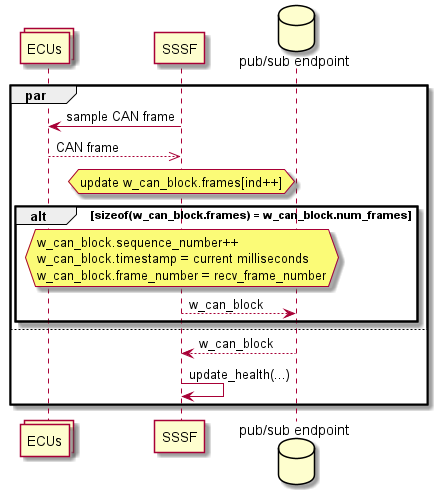 ECUs
SSSF
pub/sub endpoint
par
sample CAN frame
CAN frame
update w_can_block.frames[ind++]
alt
[sizeof(w_can_block.frames) = w_can_block.num_frames]
w_can_block.sequence_number++
w_can_block.timestamp = current milliseconds
w_can_block.frame_number = recv_frame_number
w_can_block
w_can_block
update_health(...)
ECUs
SSSF
pub/sub endpoint